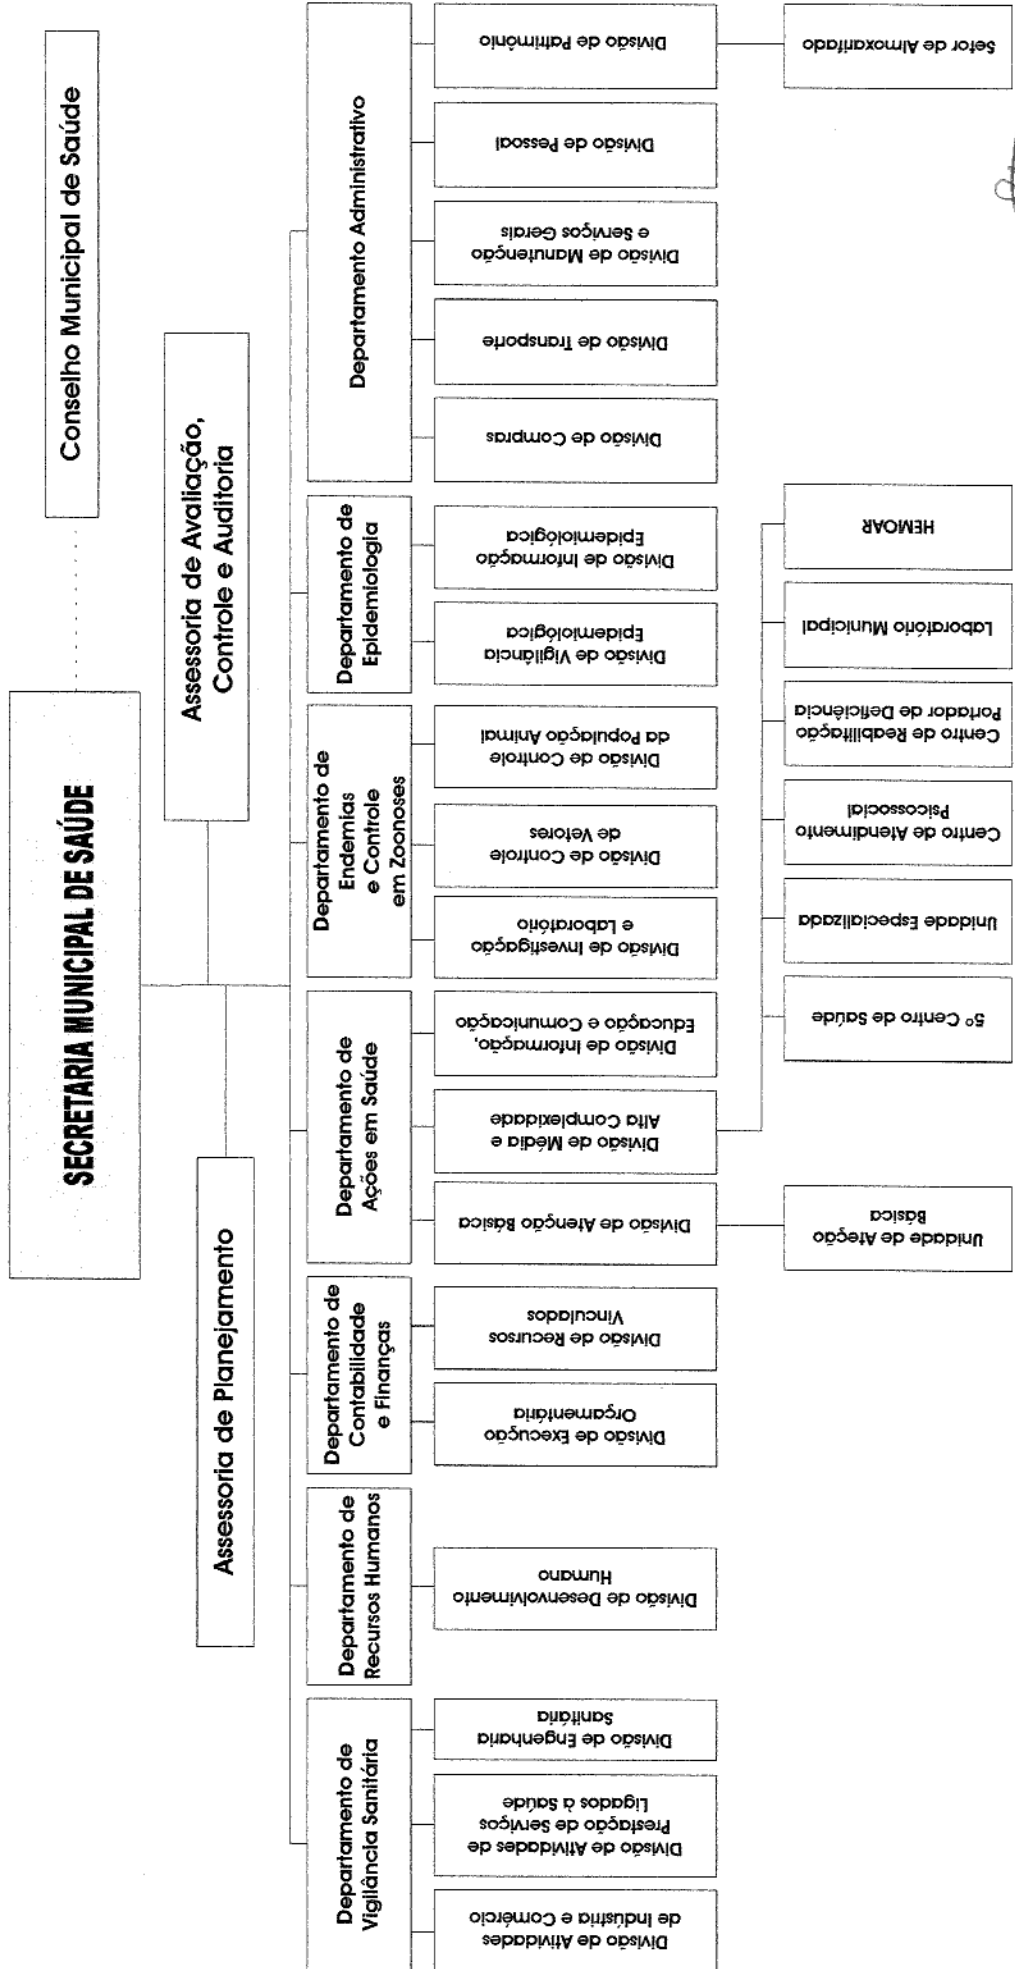 SECRETARIA MUNICIPAL DE SAÚDE
Conselho Municipal de Saúde
Assessoria de Planejamento
Assessoria de Avaliação,
Controle e Auditoria
Departamento de
Vigilância Sanitária
Departamento de
Recursos Humanos
Departamento de
Contabilidade
e Finanças
Departamento de
Ações em Saúde
Departamento de
Endemias
e Controle
em Zoonoses
Departamento de
Epidemiologia
Departamento Administrativo
Divisão de Atividades
de Indústria e Comércio
Divisão de Atividades de
Prestação de Serviços
Ligados à Saúde
Divisão de Engenharia
Sanitária
Divisão de Desenvolvimento
Humano
Divisão de Execução
Orçamentária
Divisão de Recursos
Vinculados
Divisão de Atenção Básica
Divisão de Média e
Alta Complexidade
Divisão de Informação,
Educação e Comunicação
Divisão de Investigação
e Laboratório
Divisão de Controle
de Vetores
Divisão de Controle
da População Animal
Divisão de Vigilância
Epidemiológica
Divisão de Informação
Epidemiológica
Divisão de Compras
Divisão de Transporte
Divisão de Manutenção
e Serviços Gerais
Divisão de Pessoal
Divisão de Patrimônio
Unidade de Ateção
Básica
5º Centro de Saúde
Unidade Especializada
Centro de Atendimento
Psicossocial
Centro de Reabilitação
Portador de Deficiência
Laboratório Municipal
HEMOAR
Setor de Almoxarifado